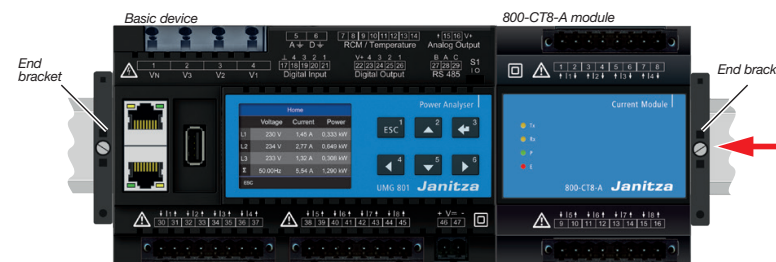 Basic device
800-CT8-A module
End bracket
End brack
5 6
A D
7 8 9 10 11 12 13 14
RCM / Temperature
15 16 V+
Analog Output
1 2 3 4
VN V3 V2 V1
4 3 2 1
17 18 19 20 21
Digital Input
V+ 4 3 2 1
22 23 24 25 26
Digital Output
B A C
27 28 29
RS 485
S1
1 2 3 4 5 6 7 8
I1 I2 I3 I4
Home
Voltage Current Power
L1 230 V 1,45 A 0,333 kW
L2 234 V 2,77 A 0,649 kW
L3 233 V 1,32 A 0,308 kW
Σ 50.00Hz 5,54 A 1,290 kW
ESC
Power Analyser
ESC 1 2 3
4 5 6
UMG 801 Janitza
Current Module
Tx
Rx
P
E
800-CT8-A Janitza
I1 I2 I3 I4
30 31 32 33 34 35 36 37
I5 I6 I7 I8
38 39 40 41 42 43 44 45
+ V= -
46 47
I5 I6 I7 I8
9 10 11 12 13 14 15 16